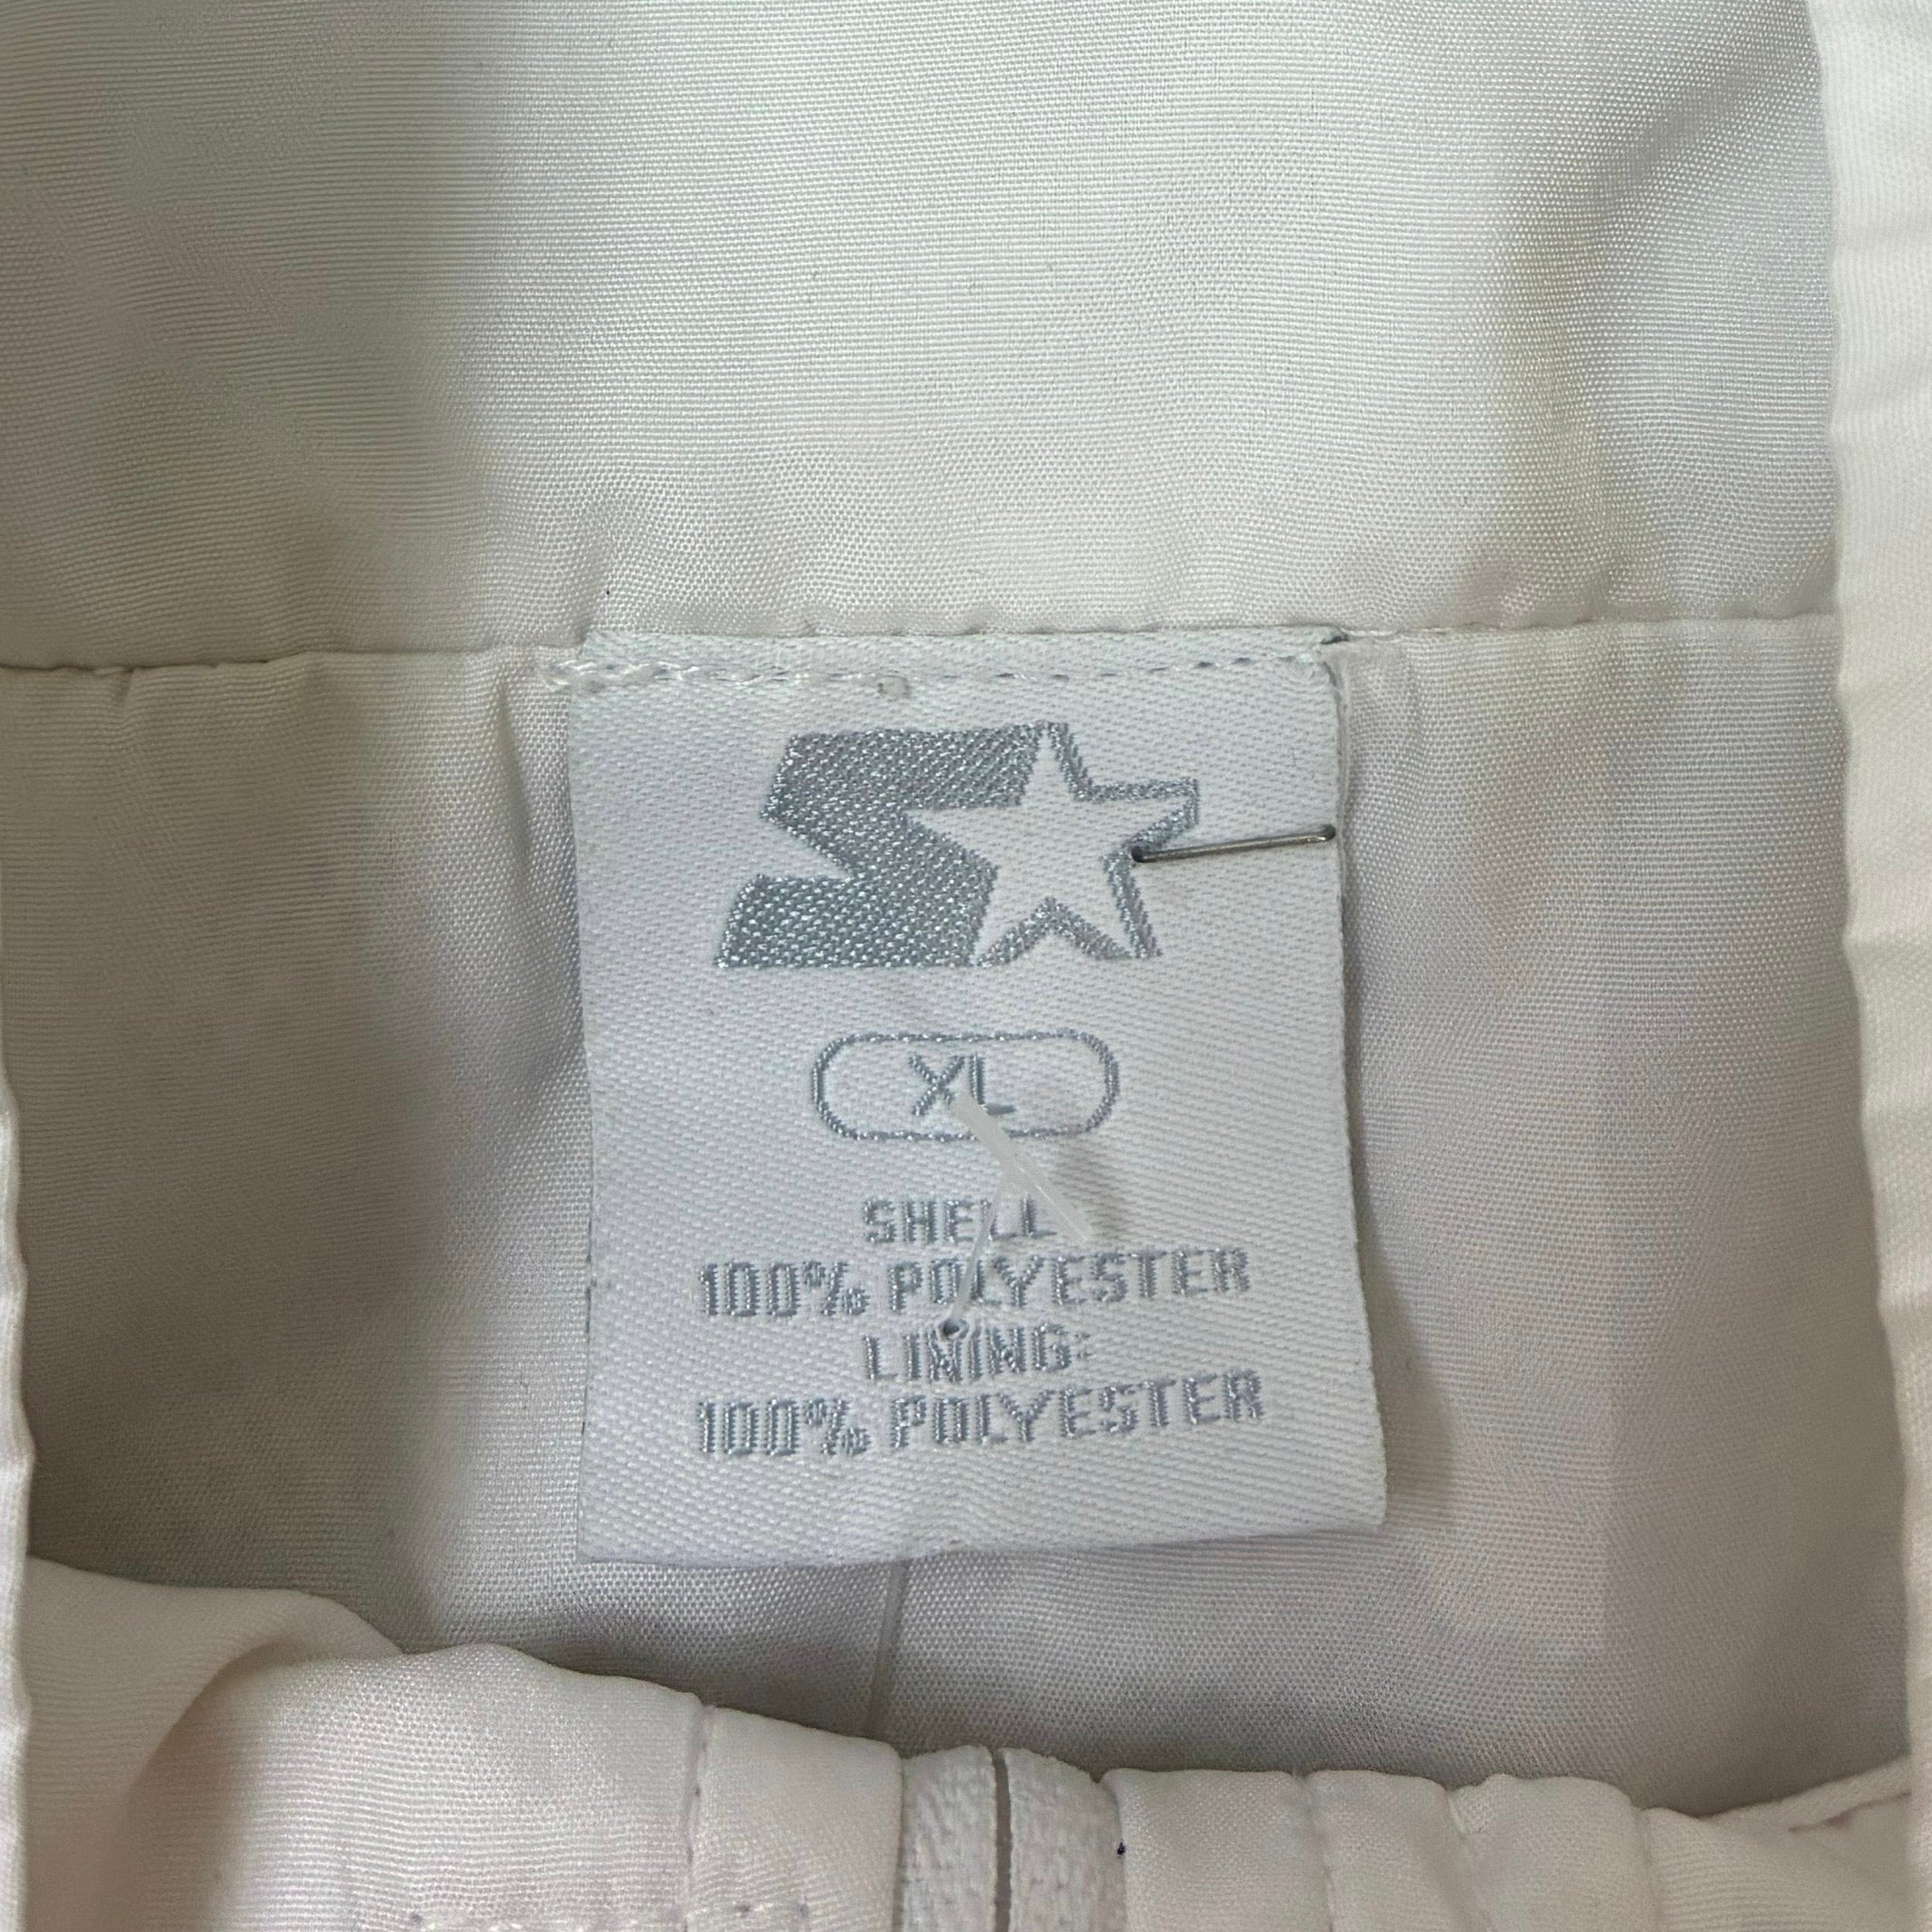 XL
SHELL
100% POLYESTER
LINING:
100% POLYESTER